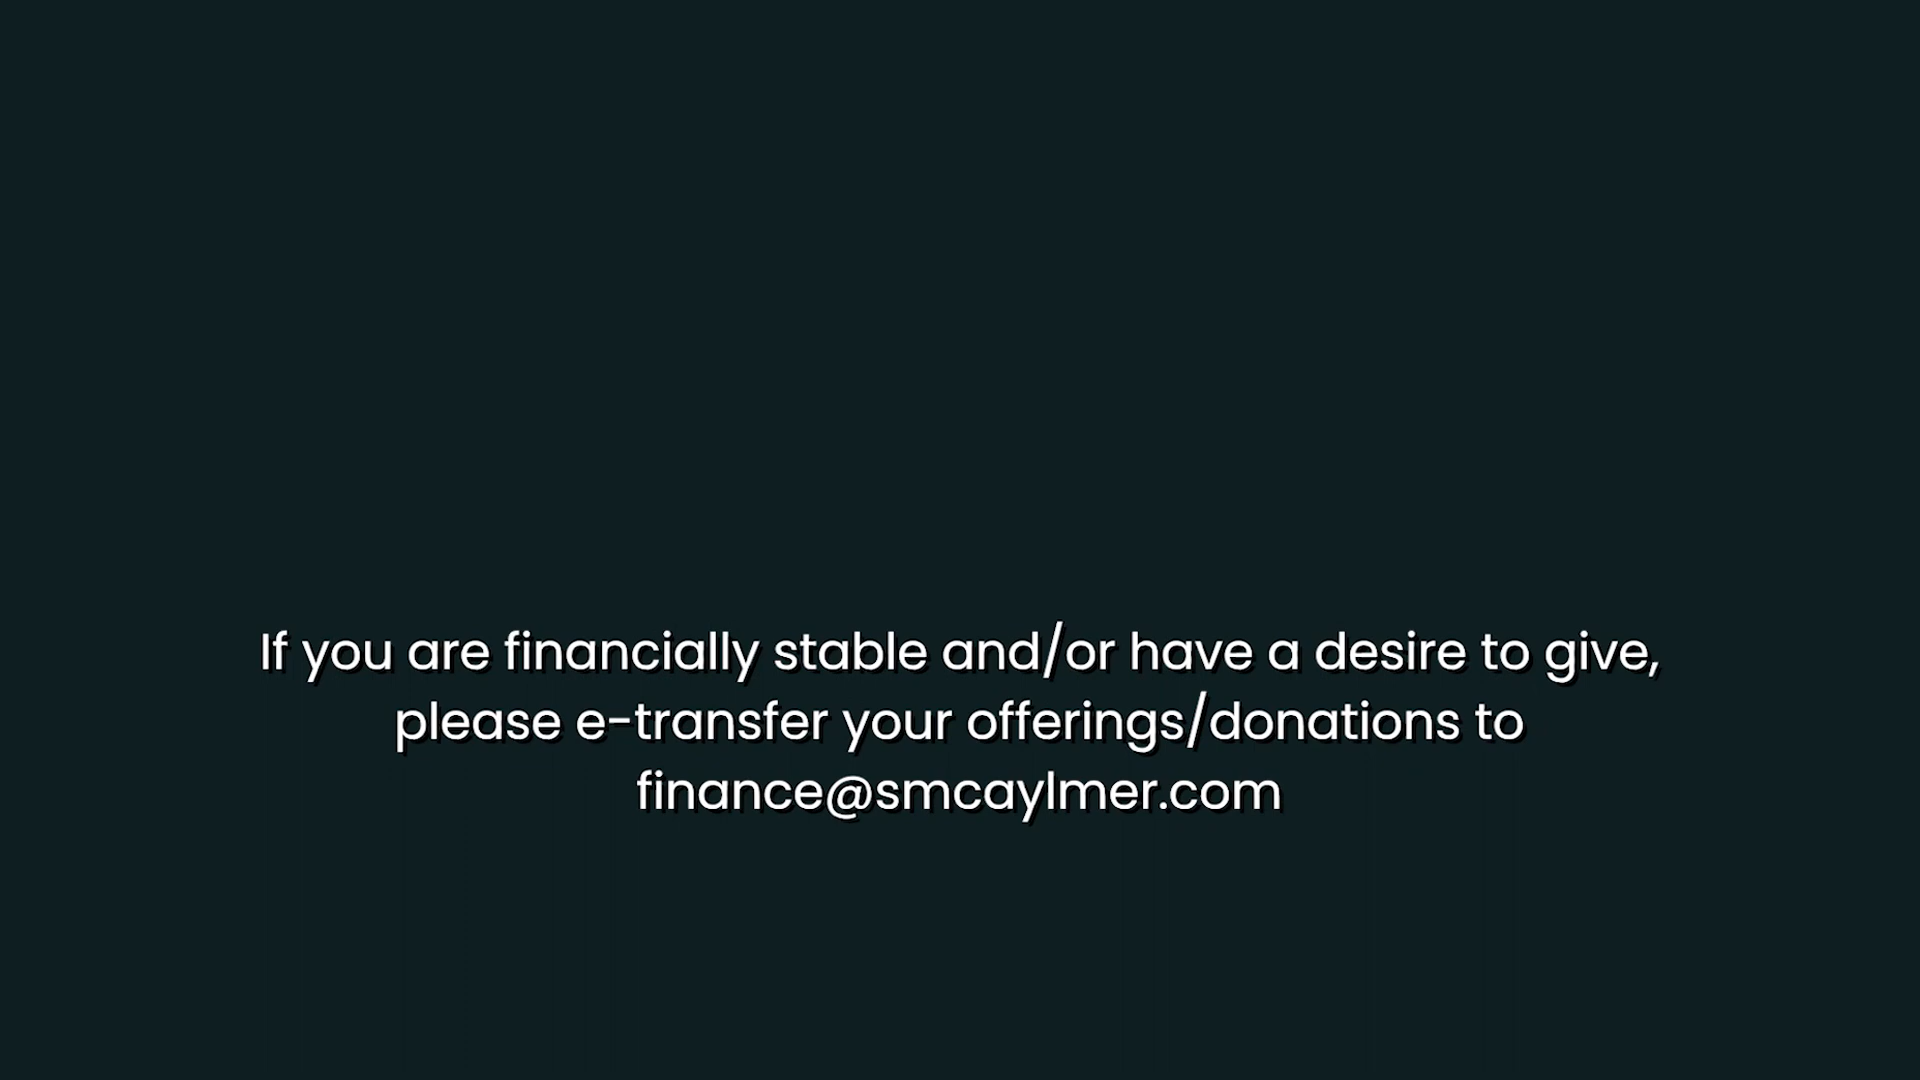 If you are financially stable and/or have a desire to give,
please e-transfer your offerings/donations to
finance@smcaylmer.com